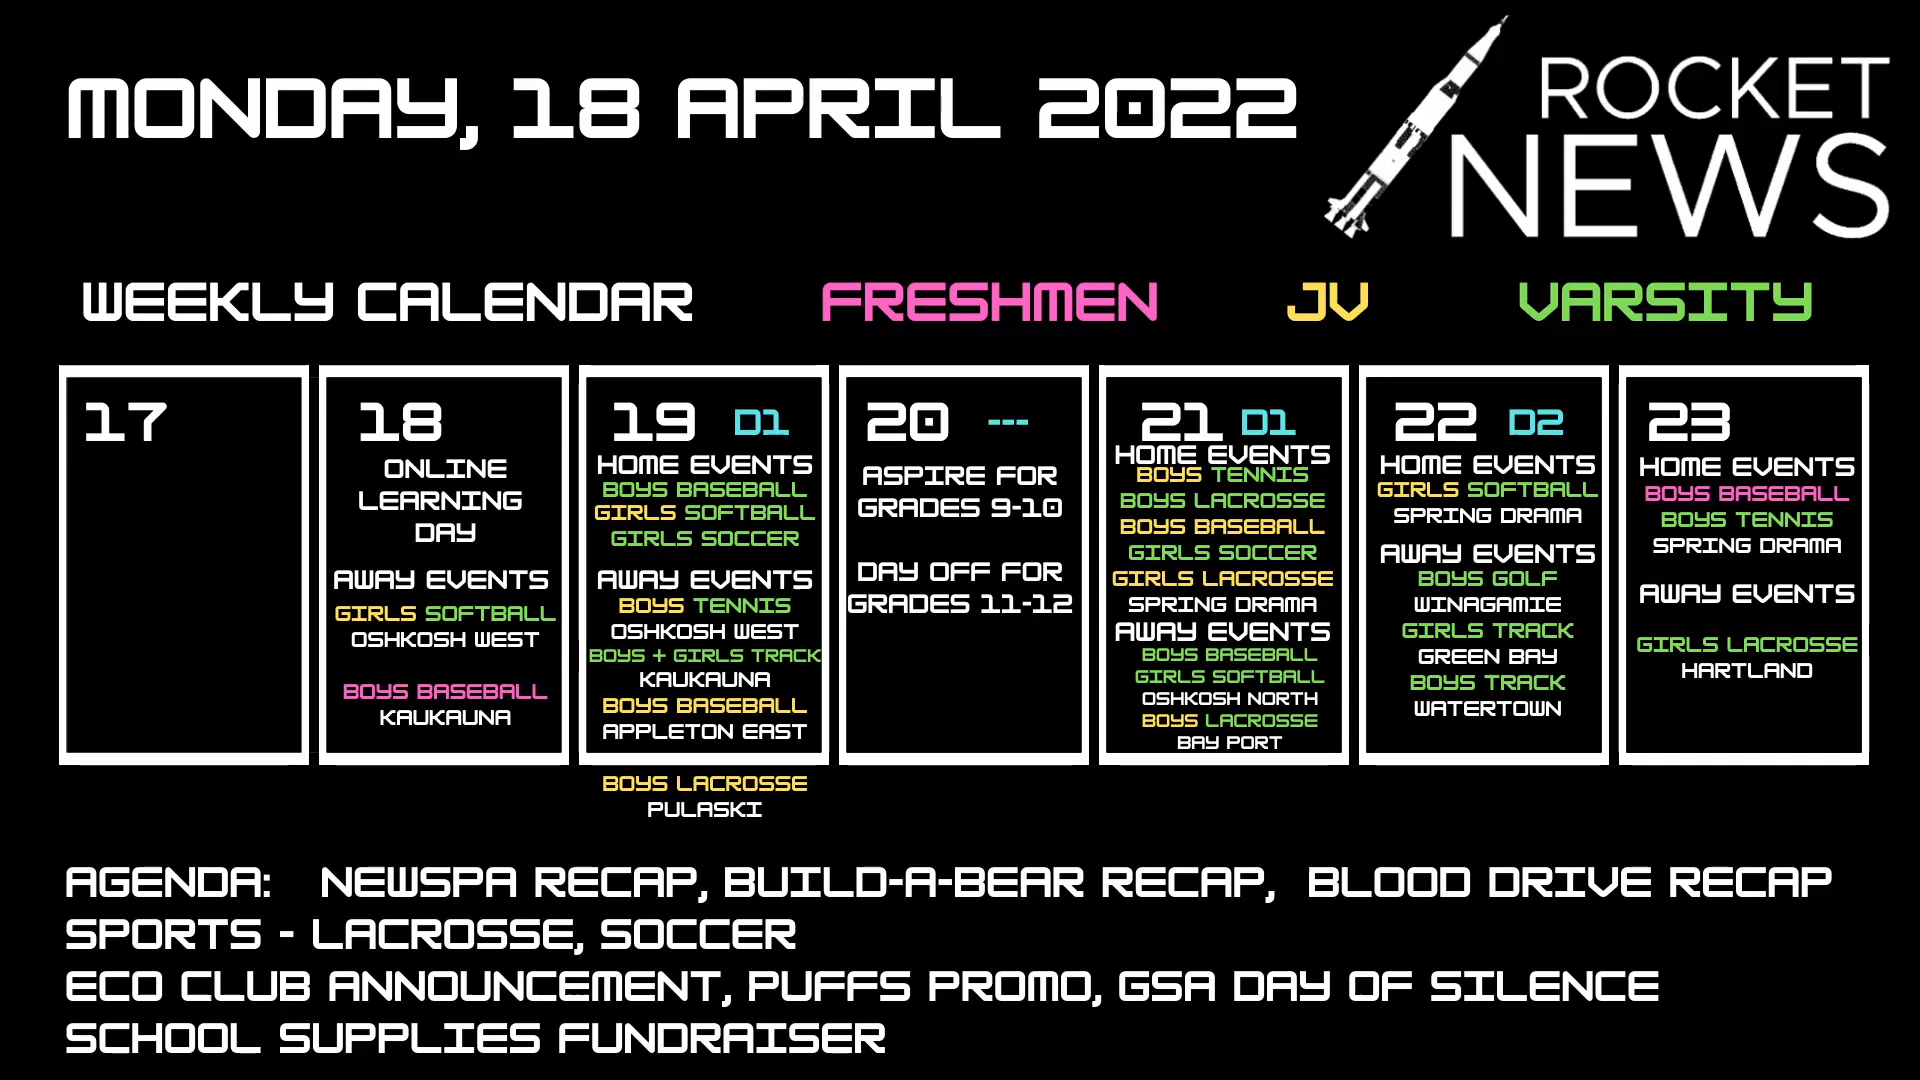 MONDAY, 18 APRIL 2022
ROCKET
NEWS
WEEKLY CALENDAR
FRESHMEN
JV
VARSITY
17
18
ONLINE
LEARNING
DAY
AWAY EVENTS
GIRLS SOFTBALL
OSHKOSH WEST
BOYS BASEBALL
KAUKAUNA
19 D1
HOME EVENTS
BOYS BASEBALL
GIRLS SOFTBALL
GIRLS SOCCER
AWAY EVENTS
BOYS TENNIS
OSHKOSH WEST
BOYS + GIRLS TRACK
KAUKAUNA
BOYS BASEBALL
APPLETON EAST
BOYS LACROSSE
PULASKI
20 ---
ASPIRE FOR
GRADES 9-10
DAY OFF FOR
GRADES 11-12
21 D1
HOME EVENTS
BOYS TENNIS
BOYS LACROSSE
BOYS BASEBALL
GIRLS SOCCER
GIRLS LACROSSE
SPRING DRAMA
AWAY EVENTS
BOYS BASEBALL
GIRLS SOFTBALL
OSHKOSH NORTH
BOYS LACROSSE
BAY PORT
22 D2
HOME EVENTS
GIRLS SOFTBALL
SPRING DRAMA
AWAY EVENTS
BOYS GOLF
WINAGAMIE
GIRLS TRACK
GREEN BAY
BOYS TRACK
WATERTOWN
23
HOME EVENTS
BOYS BASEBALL
BOYS TENNIS
SPRING DRAMA
AWAY EVENTS
GIRLS LACROSSE
HARTLAND
AGENDA: NEWSPA RECAP, BUILD-A-BEAR RECAP, BLOOD DRIVE RECAP
SPORTS - LACROSSE, SOCCER
ECO CLUB ANNOUNCEMENT, PUFFS PROMO, GSA DAY OF SILENCE
SCHOOL SUPPLIES FUNDRAISER